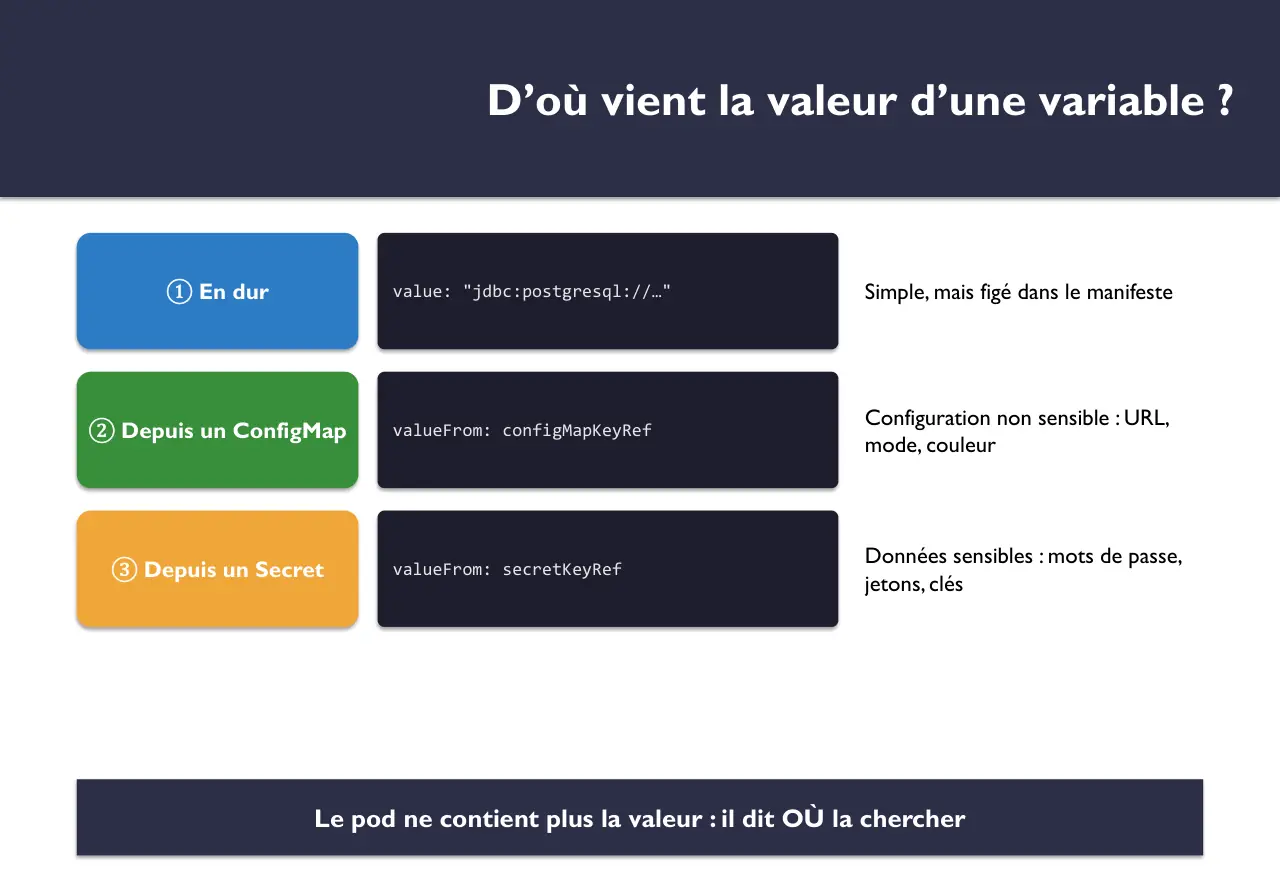 D’où vient la valeur d’une variable ?
① En dur
value: "jdbc:postgresql://…"
Simple, mais figé dans le manifeste
② Depuis un ConfigMap
valueFrom: configMapKeyRef
Configuration non sensible : URL,
mode, couleur
③ Depuis un Secret
valueFrom: secretKeyRef
Données sensibles : mots de passe,
jetons, clés
Le pod ne contient plus la valeur : il dit OÙ la chercher